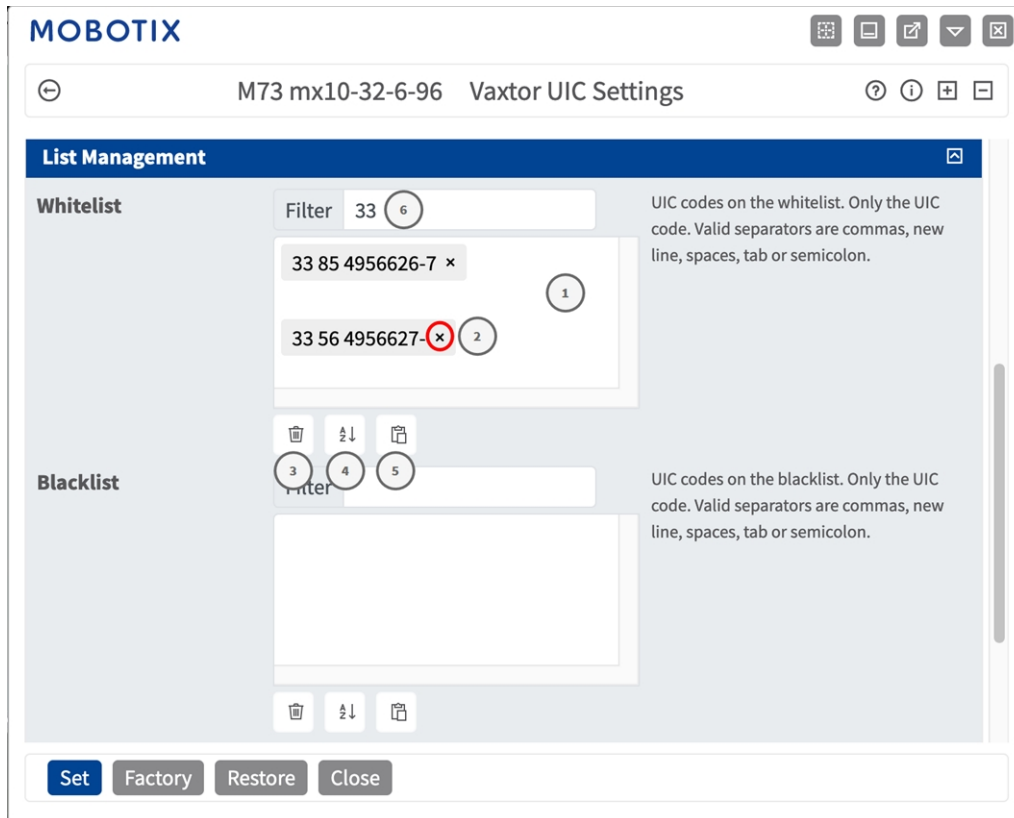 MOBOTIX
M73 mx10-32-6-96 Vaxtor UIC Settings
List Management
Whitelist
Filter 33 6
UIC codes on the whitelist. Only the UIC
code. Valid separators are commas, new
line, spaces, tab or semicolon.
33 85 4956626-7 ×
1
33 56 4956627- × 2
3 4 5
Blacklist
Filter
UIC codes on the blacklist. Only the UIC
code. Valid separators are commas, new
line, spaces, tab or semicolon.
Set Factory Restore Close